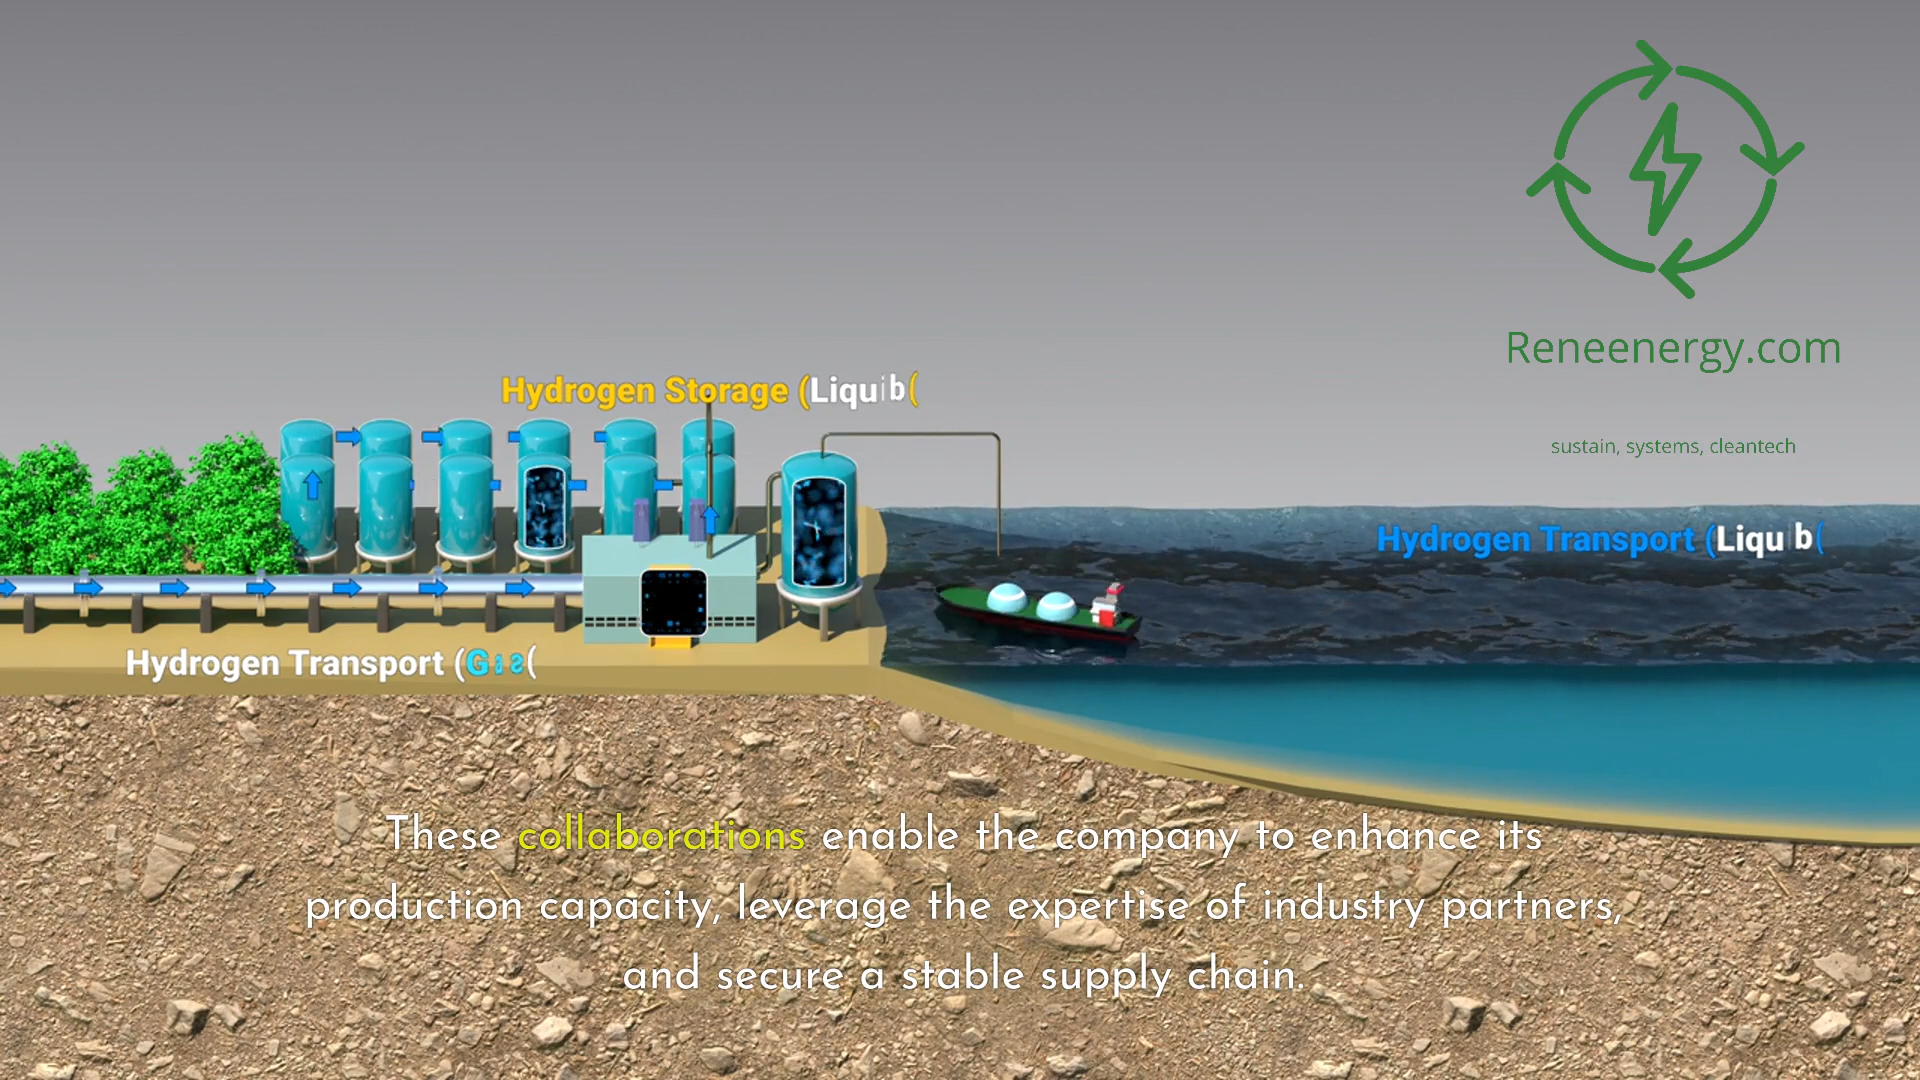 Reneenergy.com
sustain, systems, cleantech
Hydrogen Storage (Liqu
Hydrogen Transport (Liqu
Hydrogen Transport (G
These collaborations enable the company to enhance its
production capacity, leverage the expertise of industry partners,
and secure a stable supply chain.